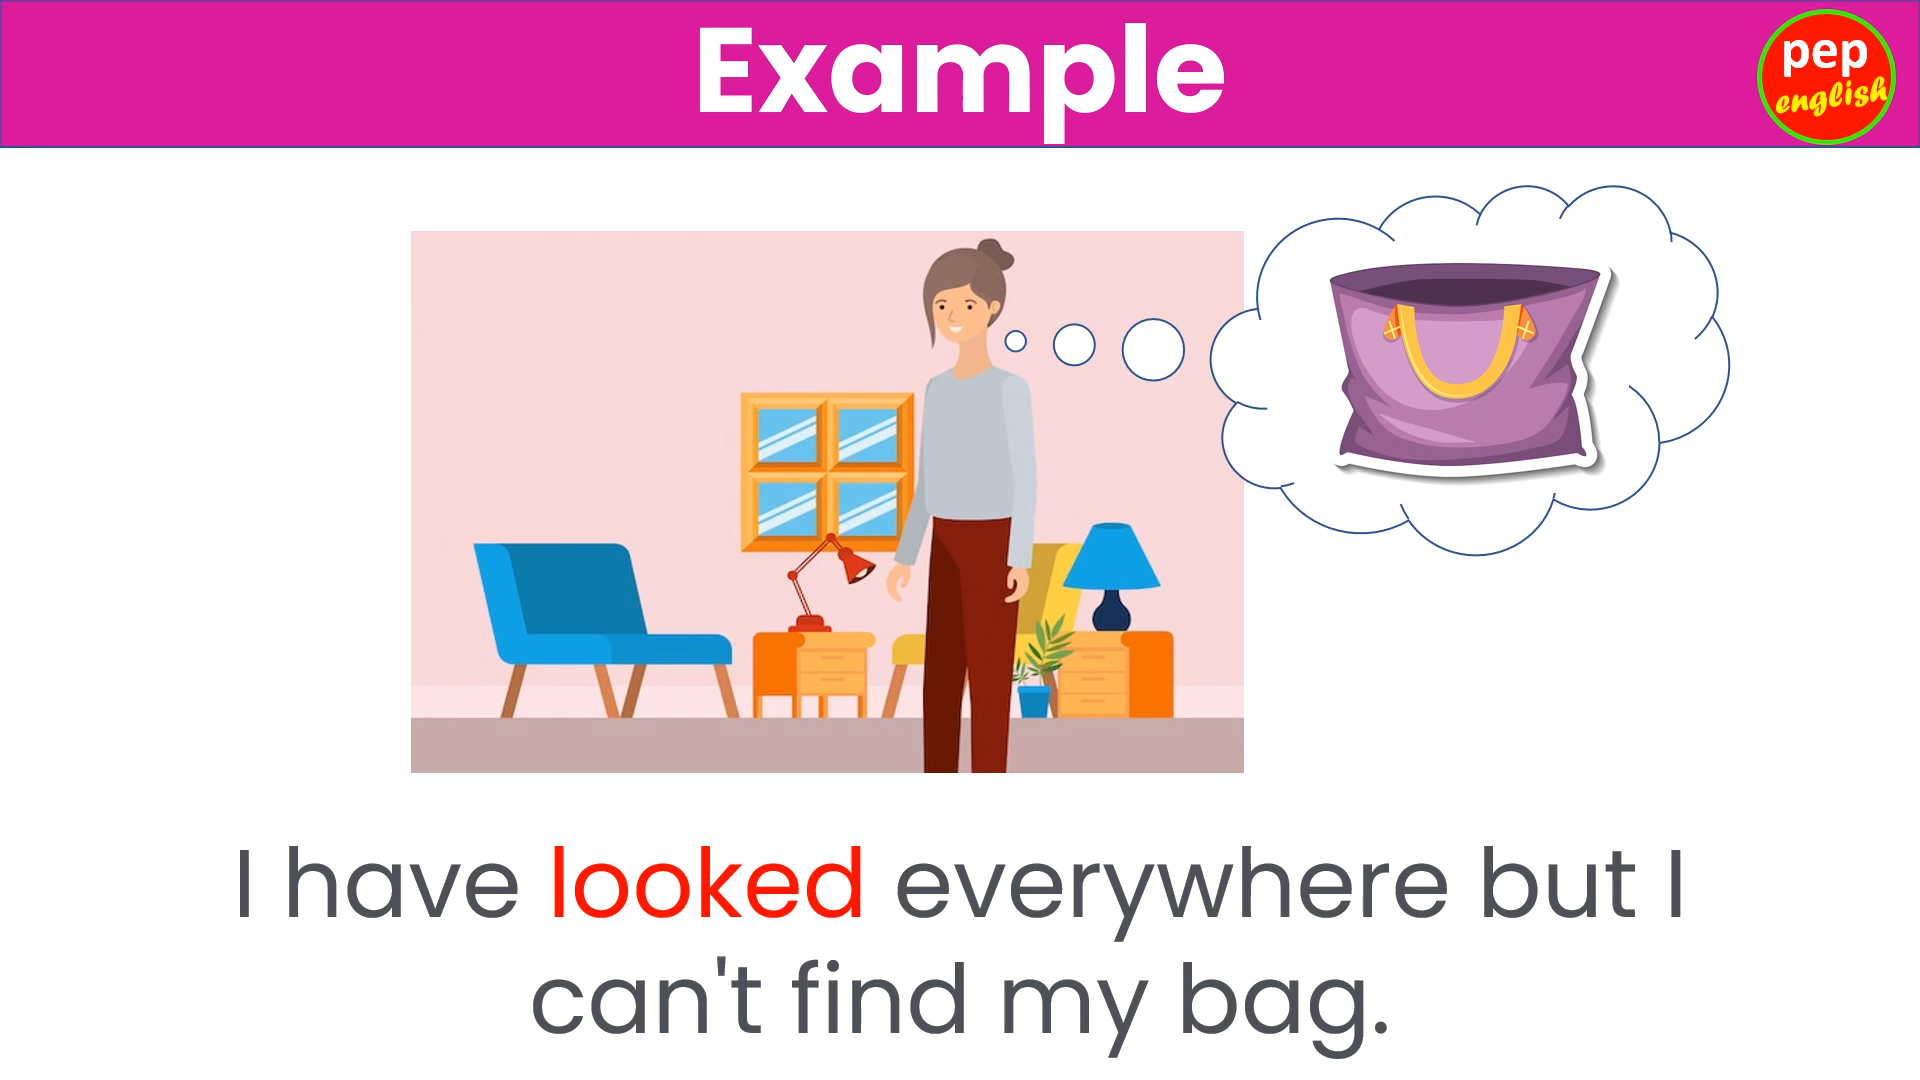 Example
pep
english
I have looked everywhere but I
can't find my bag.